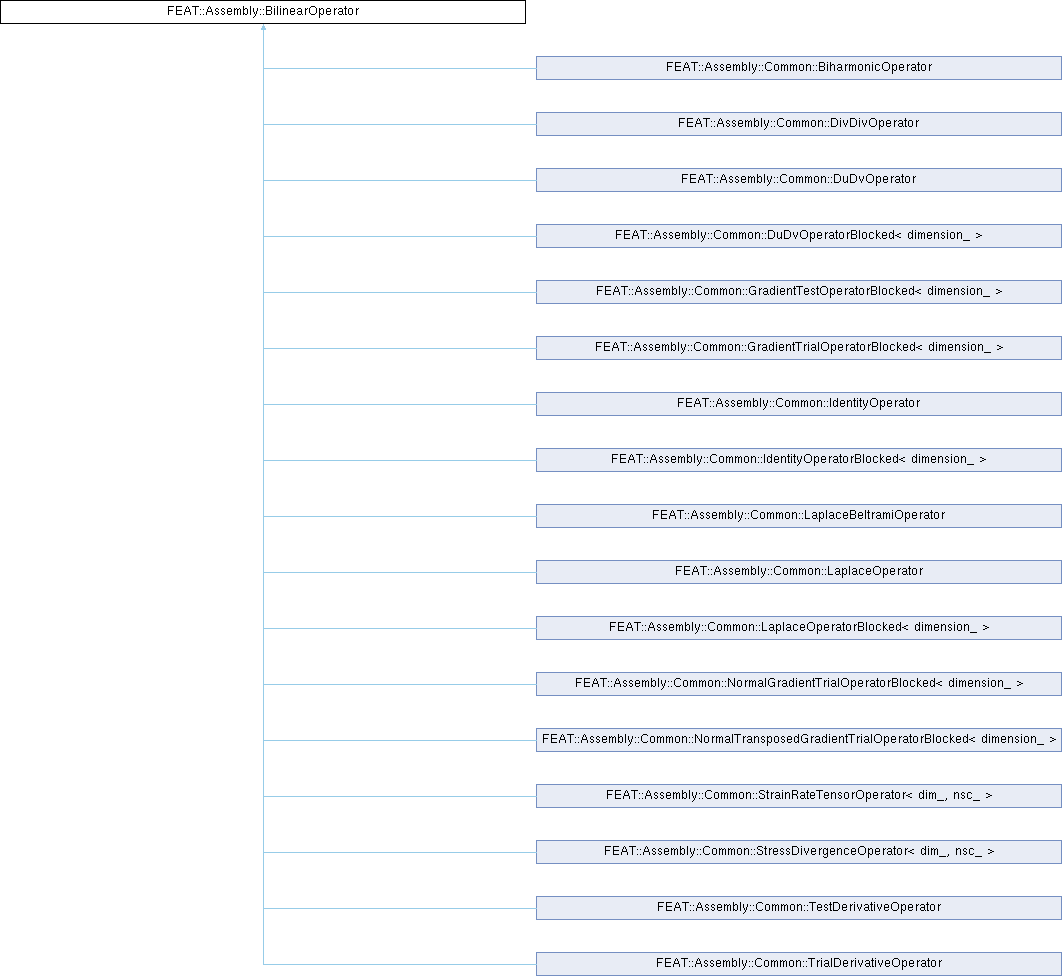 FEAT::Assembly::BilinearOperator
FEAT::Assembly::Common::BiharmonicOperator
FEAT::Assembly::Common::DivDivOperator
FEAT::Assembly::Common::DuDvOperator
FEAT::Assembly::Common::DuDvOperatorBlocked< dimension_ >
FEAT::Assembly::Common::GradientTestOperatorBlocked< dimension_ >
FEAT::Assembly::Common::GradientTrialOperatorBlocked< dimension_ >
FEAT::Assembly::Common::IdentityOperator
FEAT::Assembly::Common::IdentityOperatorBlocked< dimension_ >
FEAT::Assembly::Common::LaplaceBeltramiOperator
FEAT::Assembly::Common::LaplaceOperator
FEAT::Assembly::Common::LaplaceOperatorBlocked< dimension_ >
FEAT::Assembly::Common::NormalGradientTrialOperatorBlocked< dimension_ >
FEAT::Assembly::Common::NormalTransposedGradientTrialOperatorBlocked< dimension_ >
FEAT::Assembly::Common::StrainRateTensorOperator< dim_, nsc_ >
FEAT::Assembly::Common::StressDivergenceOperator< dim_, nsc_ >
FEAT::Assembly::Common::TestDerivativeOperator
FEAT::Assembly::Common::TrialDerivativeOperator